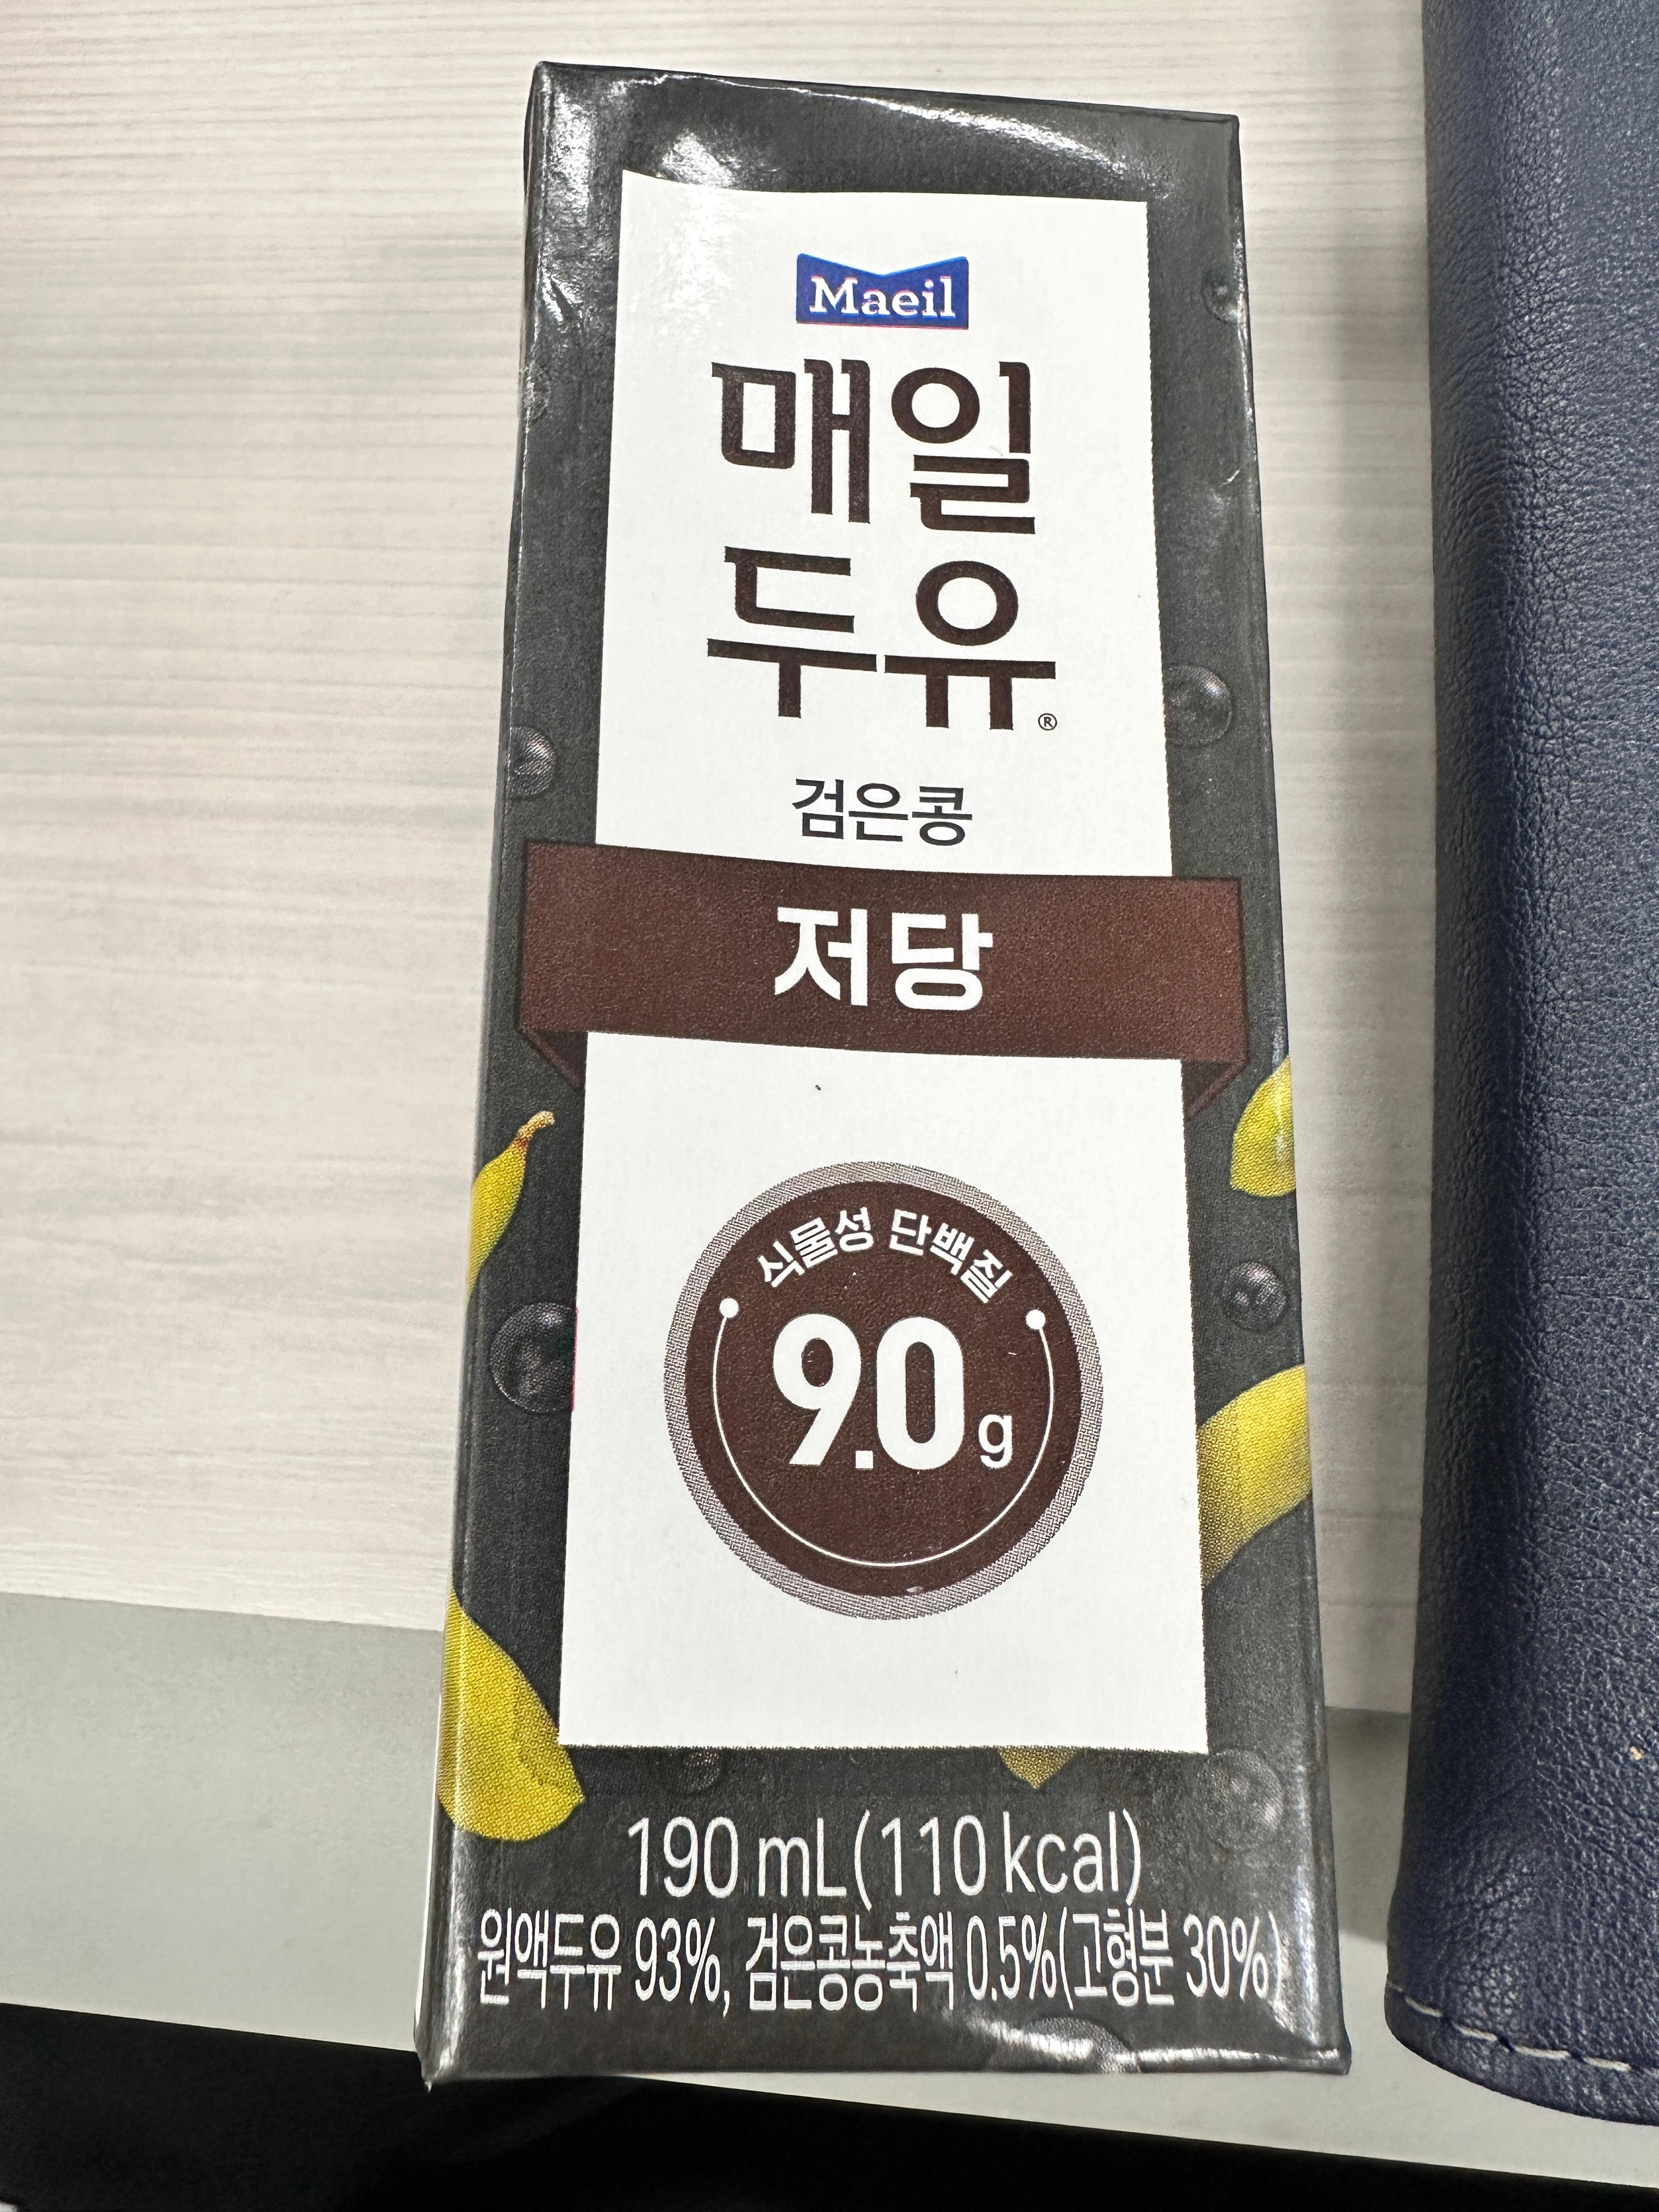 Maeil
매일
두유®
검은콩
저당
식물성 단백질
9.0 g
190 mL(110 kcal)
원액두유 93%, 검은콩농축액 0.5%(고형분 30%)